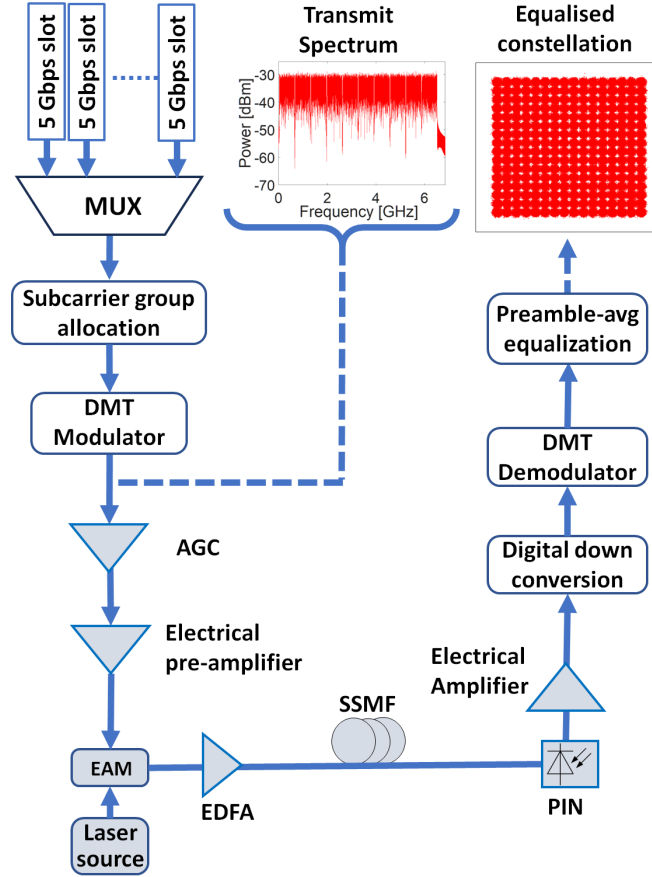 Transmit
Spectrum
Equalised
constellation
5 Gbps slot
5 Gbps slot
5 Gbps slot
-30
-40
-50
-60
-70
Power [dBm]
0
2
4
6
Frequency [GHz]
MUX
Subcarrier group
allocation
Preamble-avg
equalization
DMT
Modulator
DMT
Demodulator
AGC
Digital down
conversion
Electrical
pre-amplifier
Electrical
Amplifier
SSMF
EAM
EDFA
PIN
Laser
source